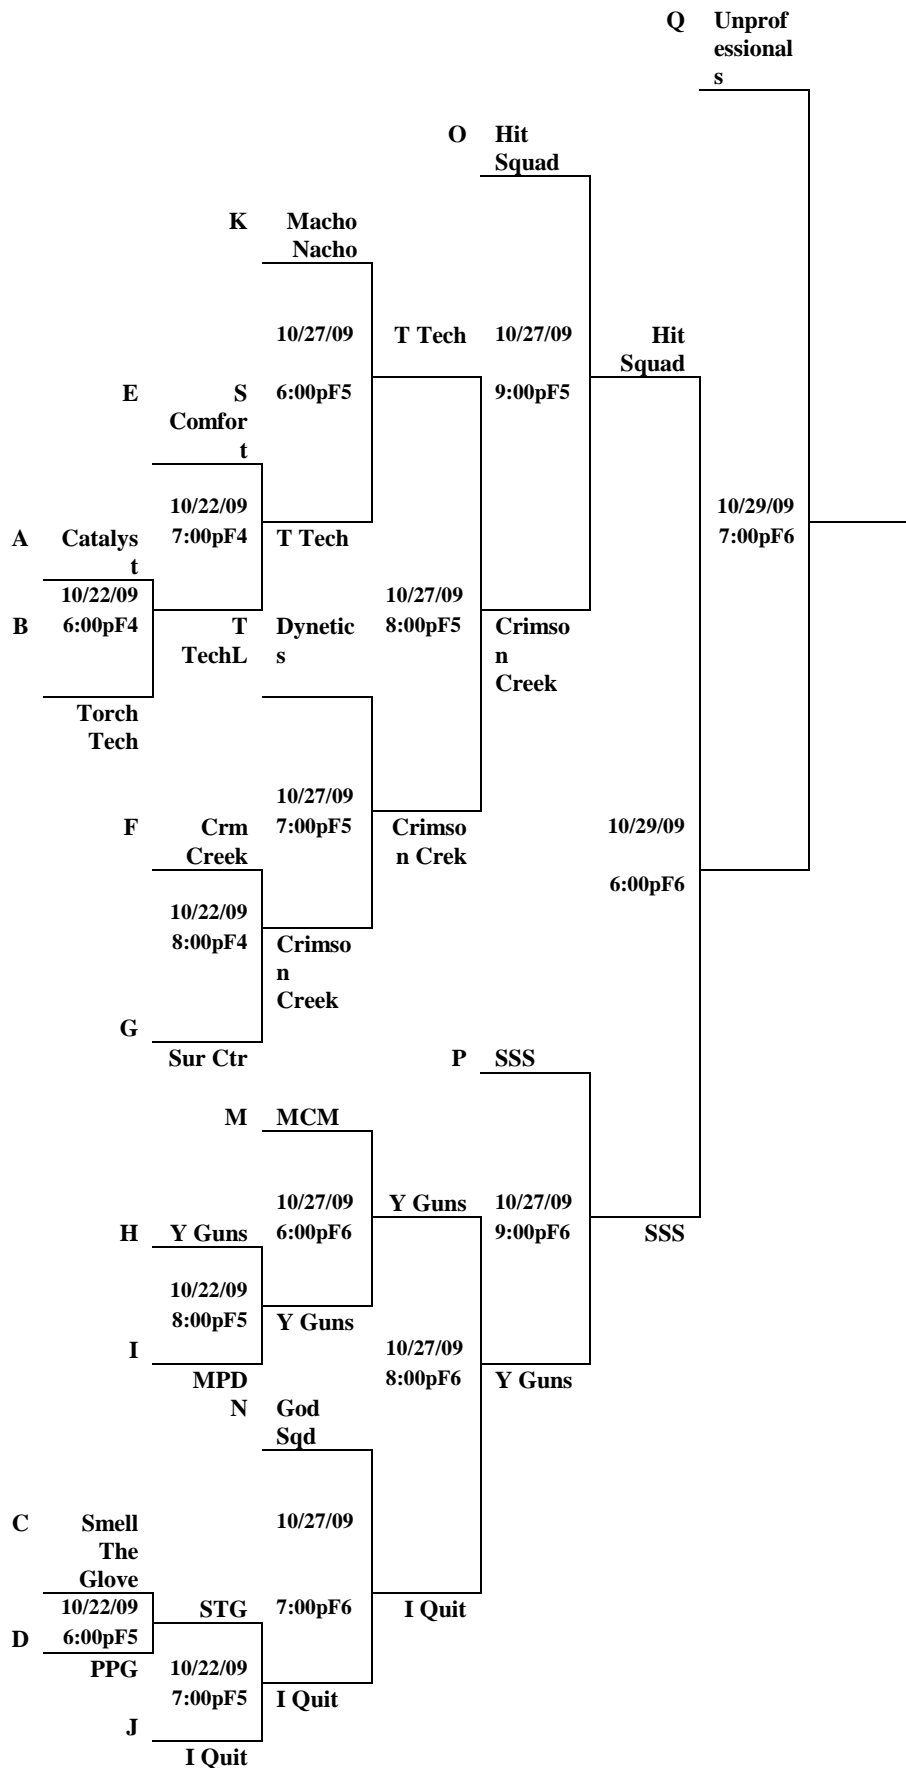 Q Unprof
essional
s
O Hit
Squad
K Macho
Nacho
10/27/09 T Tech 10/27/09 Hit
Squad
E S 6:00pF5 9:00pF5
Comfor
t
10/22/09 10/29/09
A Catalys 7:00pF4 T Tech 7:00pF6
t
10/22/09 10/27/09
B 6:00pF4 T Dynetic 8:00pF5 Crimso
TechL s n
Creek
Torch
Tech
10/27/09
F Crm 7:00pF5 Crimso 10/29/09
Creek n Crek
6:00pF6
10/22/09
8:00pF4 Crimso
n
Creek
G
Sur Ctr P SSS
M MCM
10/27/09 Y Guns 10/27/09
H Y Guns 6:00pF6 9:00pF6 SSS
10/22/09
8:00pF5 Y Guns
I 10/27/09
MPD 8:00pF6 Y Guns
N God
Sqd
C Smell 10/27/09
The
Glove
10/22/09 STG 7:00pF6 I Quit
D 6:00pF5
PPG 10/22/09
7:00pF5 I Quit
J
I Quit